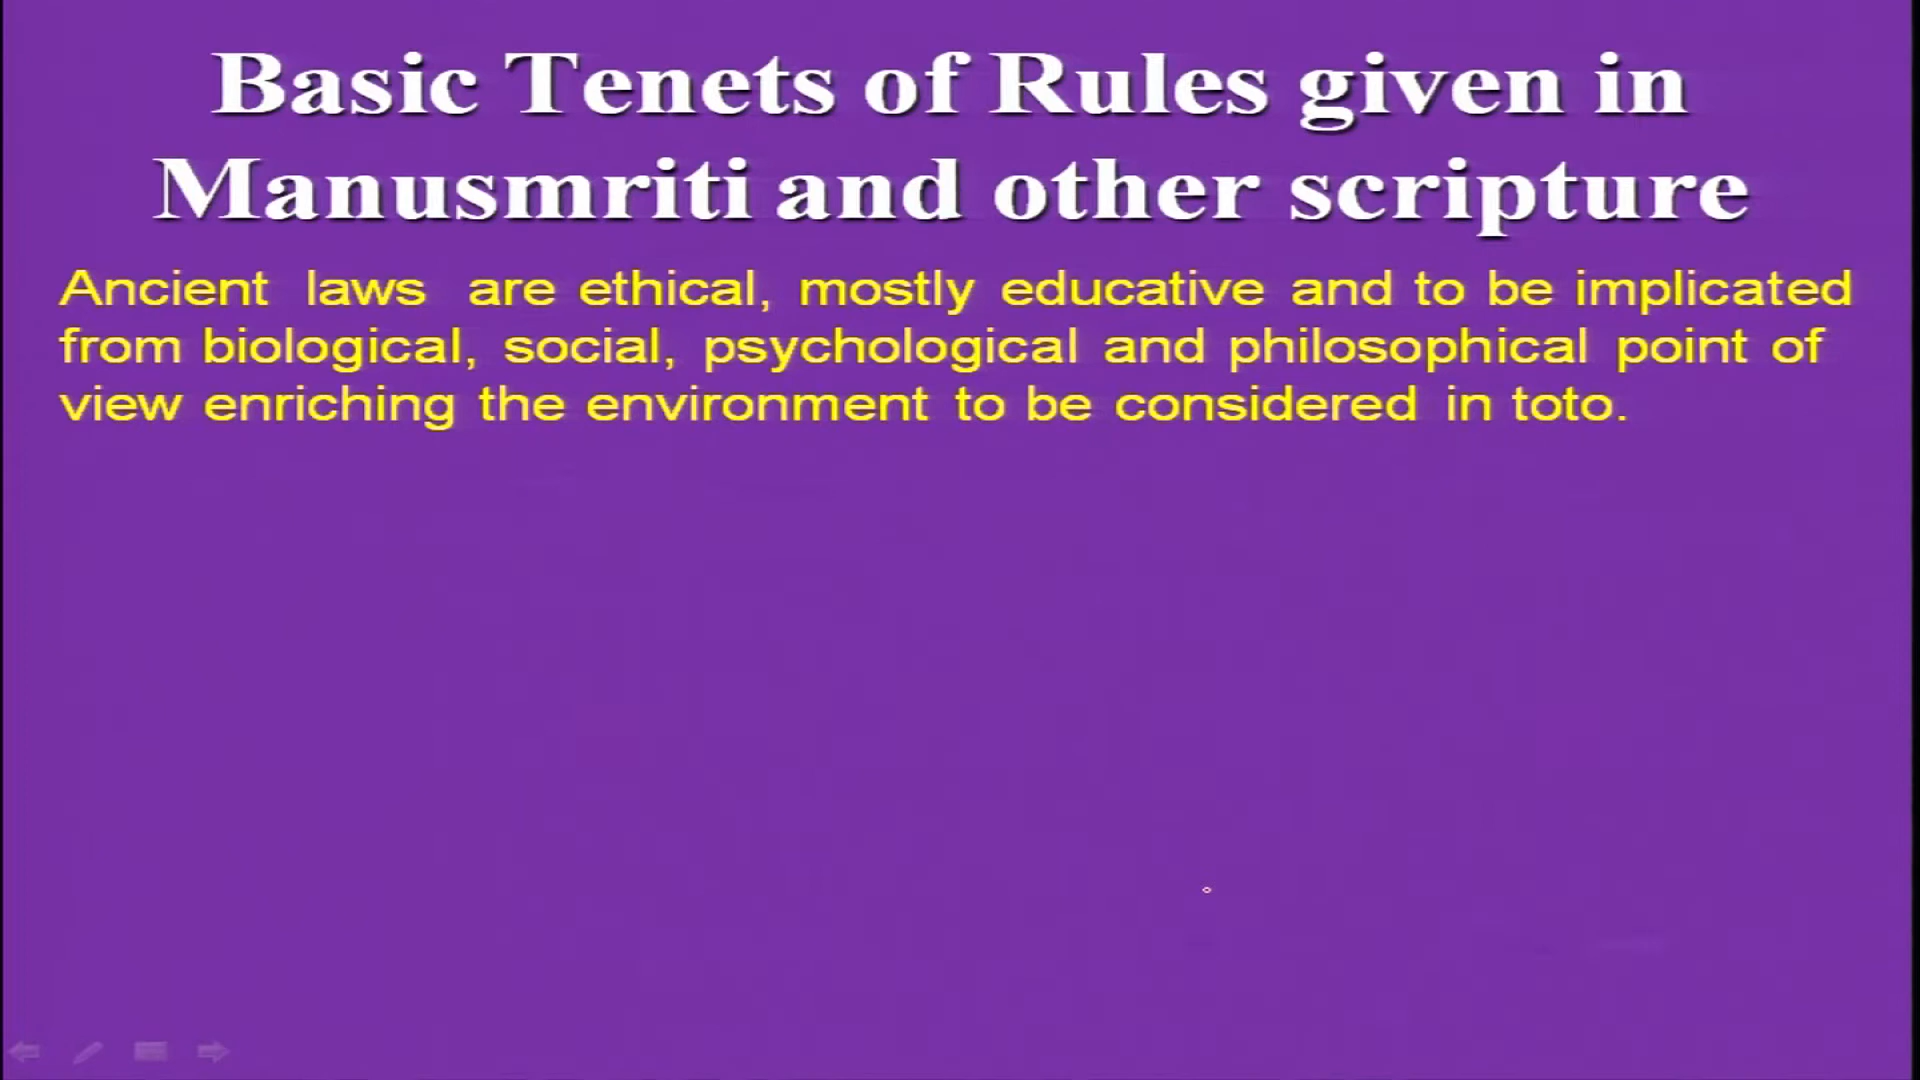 Basic Tenets of Rules given in
Manusmriti and other scripture
Ancient laws are ethical, mostly educative and to be implicated
from biological, social, psychological and philosophical point of
view enriching the environment to be considered in toto.